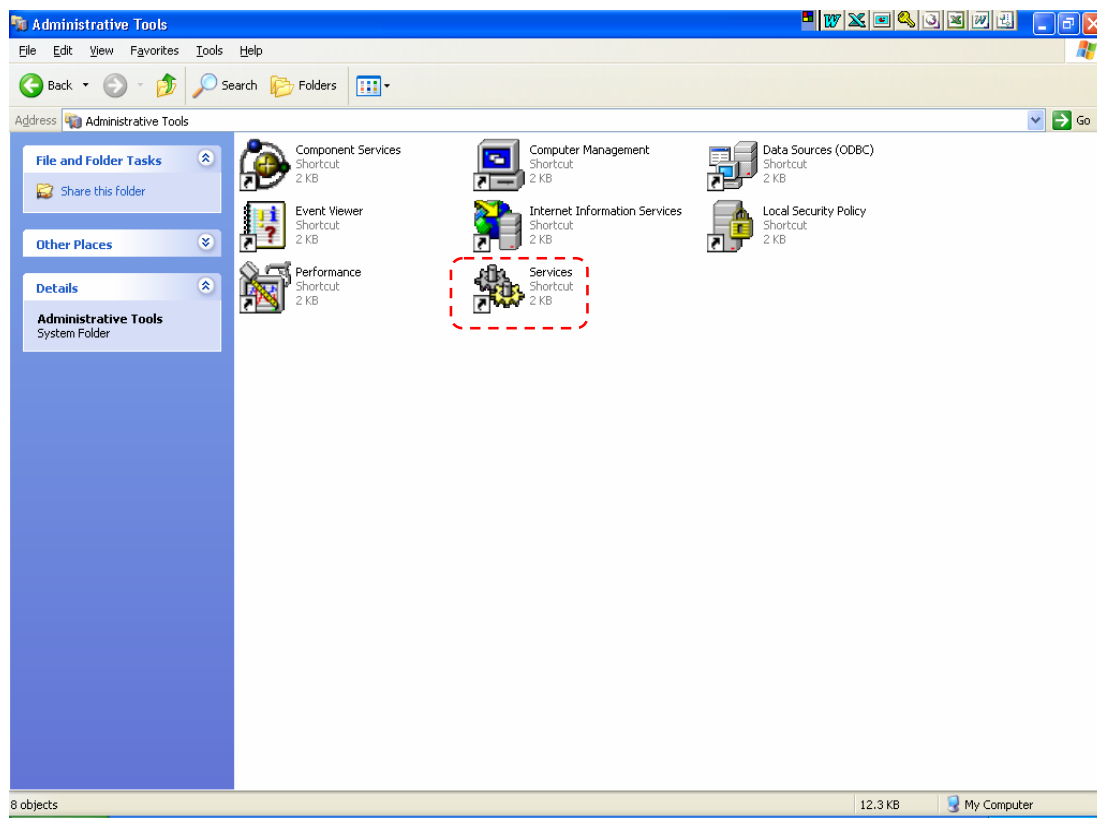 Administrative Tools
File Edit View Favorites Tools Help
Back Search Folders
Address Administrative Tools Go
File and Folder Tasks
Share this folder
Other Places
Details
Administrative Tools
System Folder
Component Services
Shortcut
2 KB
Computer Management
Shortcut
2 KB
Data Sources (ODBC)
Shortcut
2 KB
Event Viewer
Shortcut
2 KB
Internet Information Services
Shortcut
2 KB
Local Security Policy
Shortcut
2 KB
Performance
Shortcut
2 KB
Services
Shortcut
2 KB
8 objects 12.3 KB My Computer